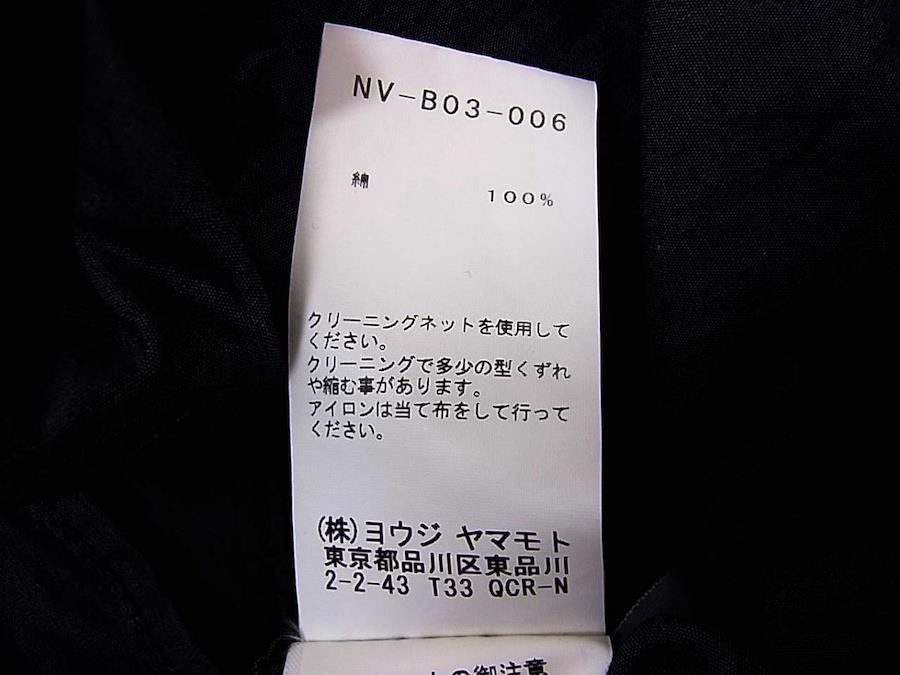 NV-B03-006
綿 100%
クリーニングネットを使用して
ください。
クリーニングで多少の型くずれ
や縮む事があります。
アイロンは当て布をして行って
ください。
(株)ヨウジ ヤマモト
東京都品川区東品川
2-2-43 T33 QCR-N
の御注意